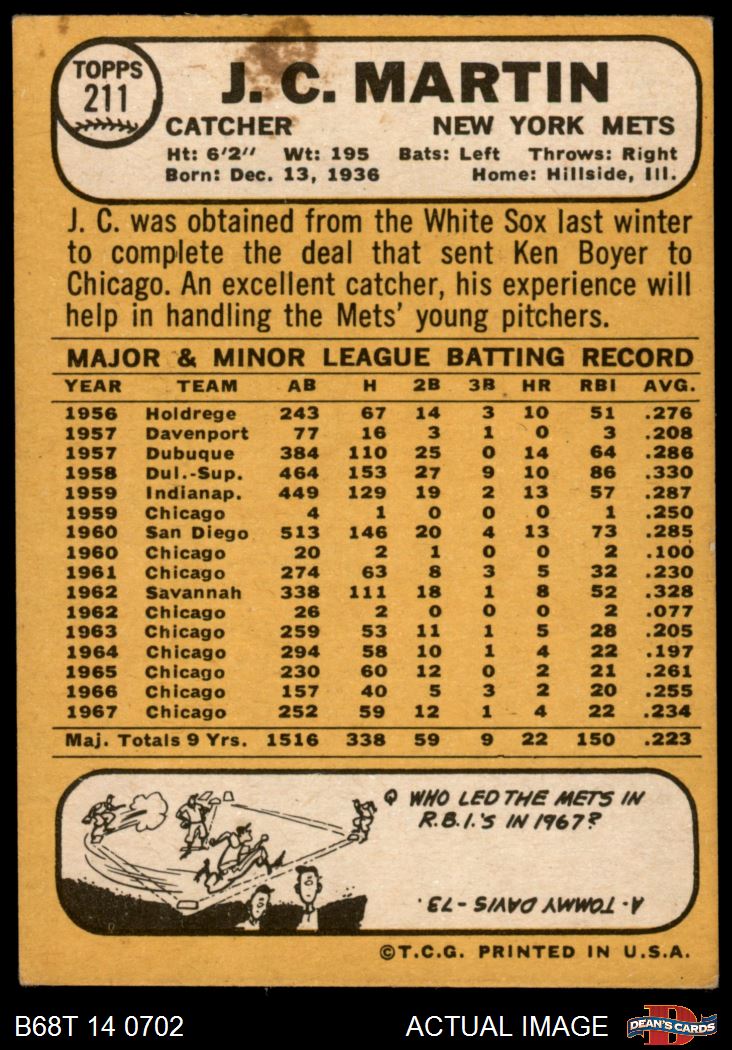 TOPPS
211
J. C. MARTIN
CATCHER NEW YORK METS
Ht: 6'2" Wt: 195 Bats: Left Throws: Right
Born: Dec. 13, 1936 Home: Hillside, Ill.
J. C. was obtained from the White Sox last winter
to complete the deal that sent Ken Boyer to
Chicago. An excellent catcher, his experience will
help in handling the Mets' young pitchers.
MAJOR & MINOR LEAGUE BATTING RECORD
YEAR TEAM AB H 2B 3B HR RBI AVG.
1956 Holdrege 243 67 14 3 10 51 .276
1957 Davenport 77 16 3 1 0 3 .208
1957 Dubuque 384 110 25 0 14 64 .286
1958 Dul.-Sup. 464 153 27 9 10 86 .330
1959 Indianap. 449 129 19 2 13 57 .287
1959 Chicago 4 1 0 0 0 1 .250
1960 San Diego 513 146 20 4 13 73 .285
1960 Chicago 20 2 1 0 0 2 .100
1961 Chicago 274 63 8 3 5 32 .230
1962 Savannah 338 111 18 1 8 52 .328
1962 Chicago 26 2 0 0 0 2 .077
1963 Chicago 259 53 11 1 5 28 .205
1964 Chicago 294 58 10 1 4 22 .197
1965 Chicago 230 60 12 0 2 21 .261
1966 Chicago 157 40 5 3 2 20 .255
1967 Chicago 252 59 12 1 4 22 .234
Maj. Totals 9 Yrs. 1516 338 59 9 22 150 .223
Q WHO LED THE METS IN
R.B.I.'S IN 1967?
A-TOMMY DAVIS-73.
©T.C.G. PRINTED IN U.S.A.
B68T 14 0702 ACTUAL IMAGE D DEAN'S CARDS